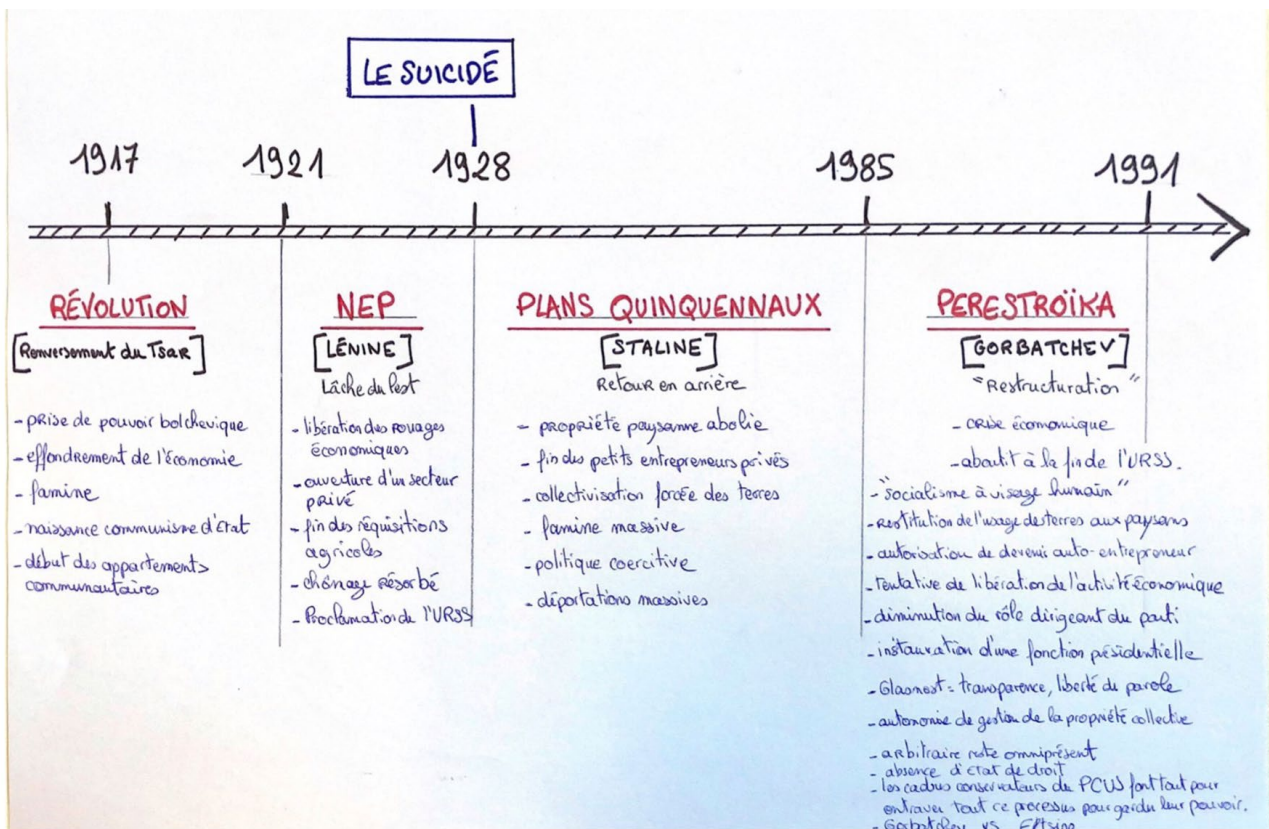 LE SUICIDÉ
1917
1921
1928
1985
1991
RÉVOLUTION
[Renversement du Tsar]
- prise de pouvoir bolchevique
- effondrement de l'économie
- famine
- naissance communisme d'état
- début des appartements
communautaires
NEP
[LÉNINE]
Lâche du lest
- libération des rouages
économiques
- ouverture d'un secteur
privé
- fin des réquisitions
agricoles
- chômage résorbé
- Proclamation de l'URSS
PLANS QUINQUENNAUX
[STALINE]
Retour en arrière
- propriété paysanne abolie
- fin des petits entrepreneurs privés
- collectivisation forcée des terres
- famine massive
- politique coercitive
- déportations massives
PERESTROÏKA
[GORBATCHEV]
"Restructuration"
- crise économique
- aboutit à la fin de l'URSS.
- "socialisme à visage humain"
- restitution de l'usage des terres aux paysans
- autorisation de devenir auto-entrepreneur
- tentative de libération de l'activité économique
- diminution du rôle dirigeant du parti
- instauration d'une fonction présidentielle
- Glasnost = transparence, liberté de parole
- autonomie de gestion de la propriété collective
- arbitraire reste omniprésent
- absence d'état de droit
- les cadres conservateurs du PCUS font tout pour
entraver tout ce processus pour garder leur pouvoir.
- Gorbatchev vs Eltsine